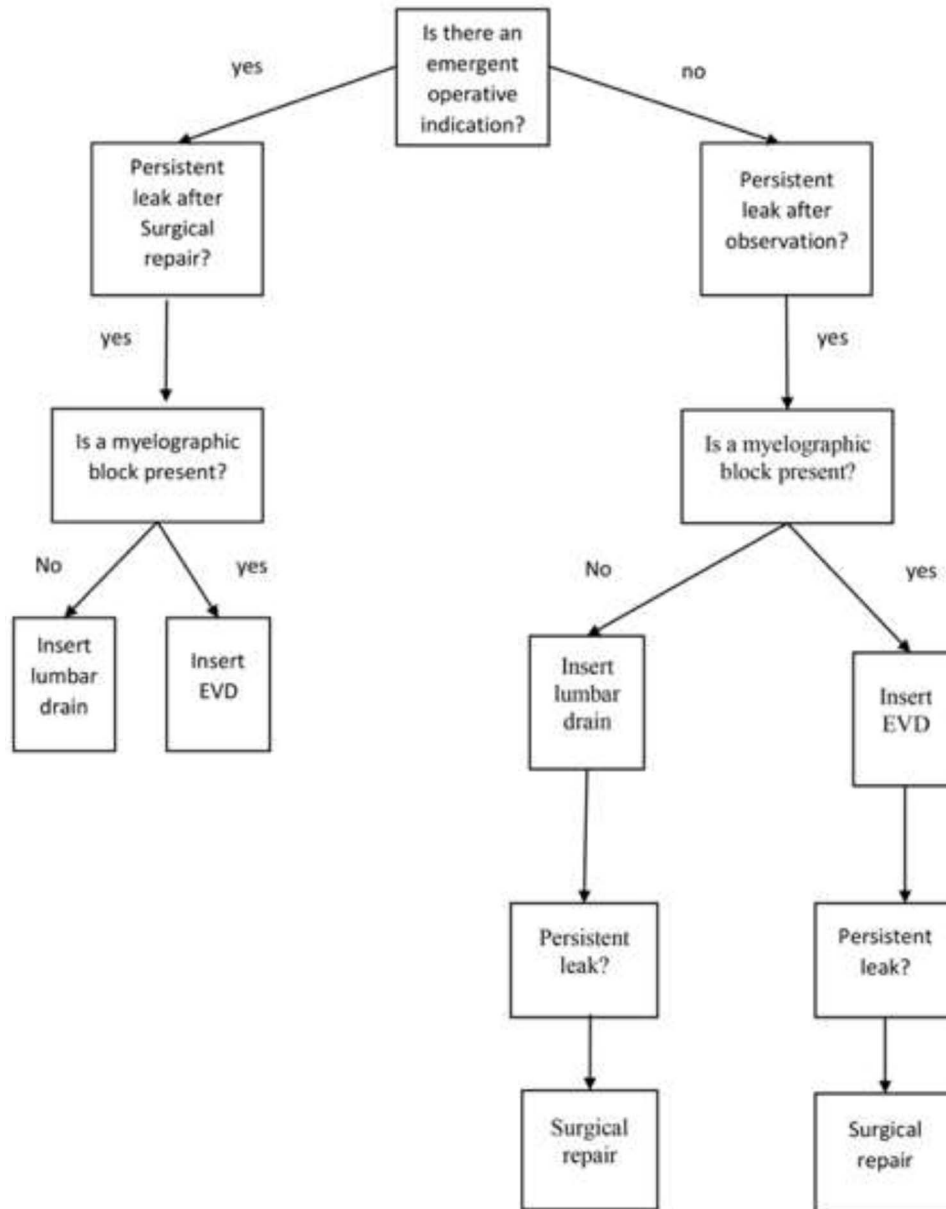 Is there an
emergent
operative
indication?
yes
no
Persistent
leak after
Surgical
repair?
Persistent
leak after
observation?
yes
yes
Is a myelographic
block present?
Is a myelographic
block present?
No
yes
No
yes
Insert
lumbar
drain
Insert
EVD
Insert
lumbar
drain
Insert
EVD
Persistent
leak?
Persistent
leak?
Surgical
repair
Surgical
repair